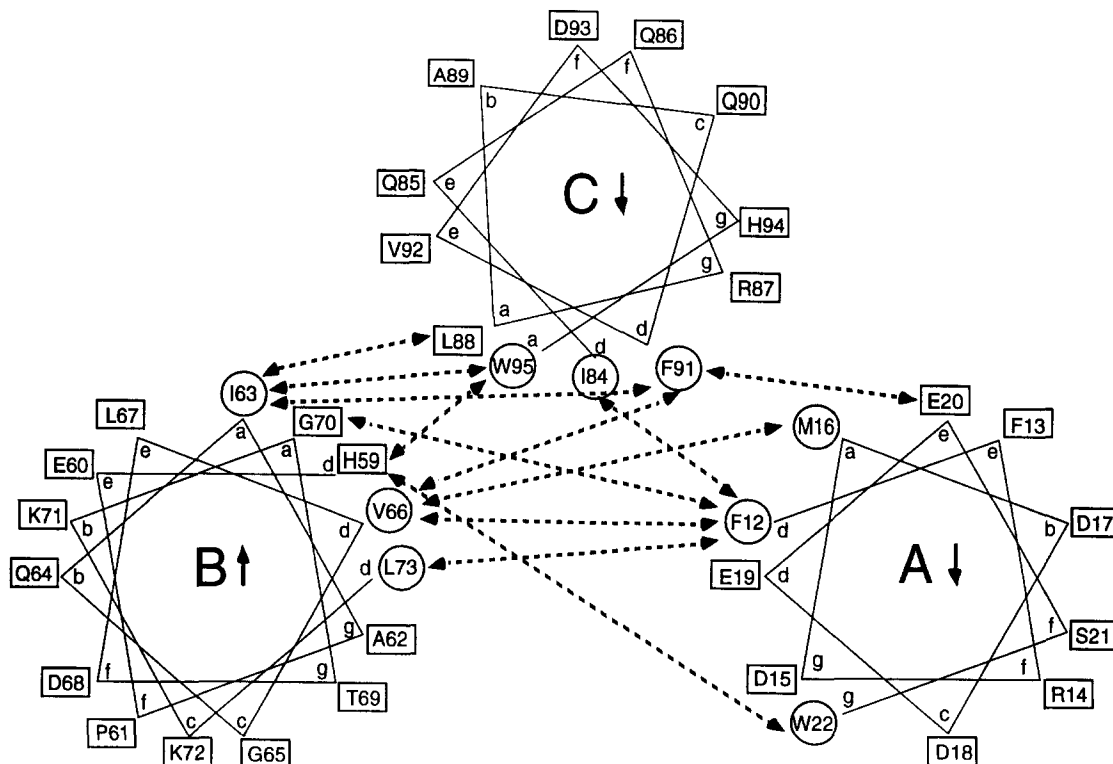 D93
Q86
f
f
A89
b
Q90
c
Q85
e
C ↓
V92
e
g
H94
g
R87
a
d
L88
a
W95
d
I84
F91
I63
L67
G70
E20
M16
F13
a
a
e
e
e
a
E60
d
H59
e
K71
b
V66
d
F12
d
D17
b
Q64
b
B ↑
d
L73
E19
d
A ↓
g
A62
f
S21
D68
f
g
T69
D15
g
f
R14
P61
f
K72
c
c
G65
W22
g
c
D18